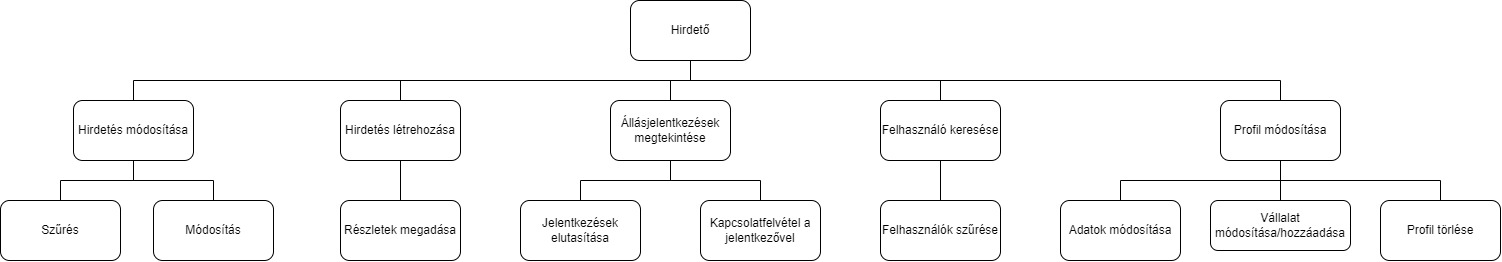 Hirdető
Hirdetés módosítása
Hirdetés létrehozása
Állásjelentkezések
megtekintése
Felhasználó keresése
Profil módosítása
Szűrés
Módosítás
Részletek megadása
Jelentkezések
elutasítása
Kapcsolatfelvétel a
jelentkezővel
Felhasználók szűrése
Adatok módosítása
Vállalat
módosítása/hozzáadása
Profil törlése